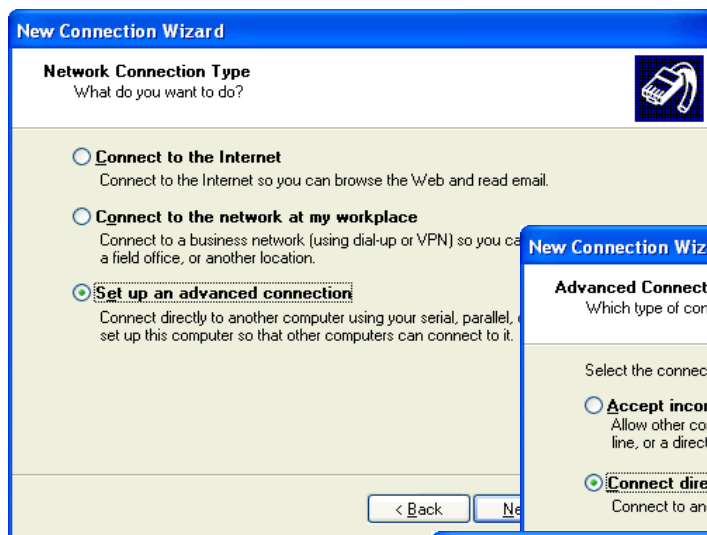 New Connection Wizard
Network Connection Type
What do you want to do?
Connect to the Internet
Connect to the Internet so you can browse the Web and read email.
Connect to the network at my workplace
Connect to a business network (using dial-up or VPN) so you ca
a field office, or another location.
Set up an advanced connection
Connect directly to another computer using your serial, parallel,
set up this computer so that other computers can connect to it.
< Back
Ne
New Connection Wiz
Advanced Connect
Which type of con
Select the connec
Accept incor
Allow other co
line, or a direct
Connect dire
Connect to an